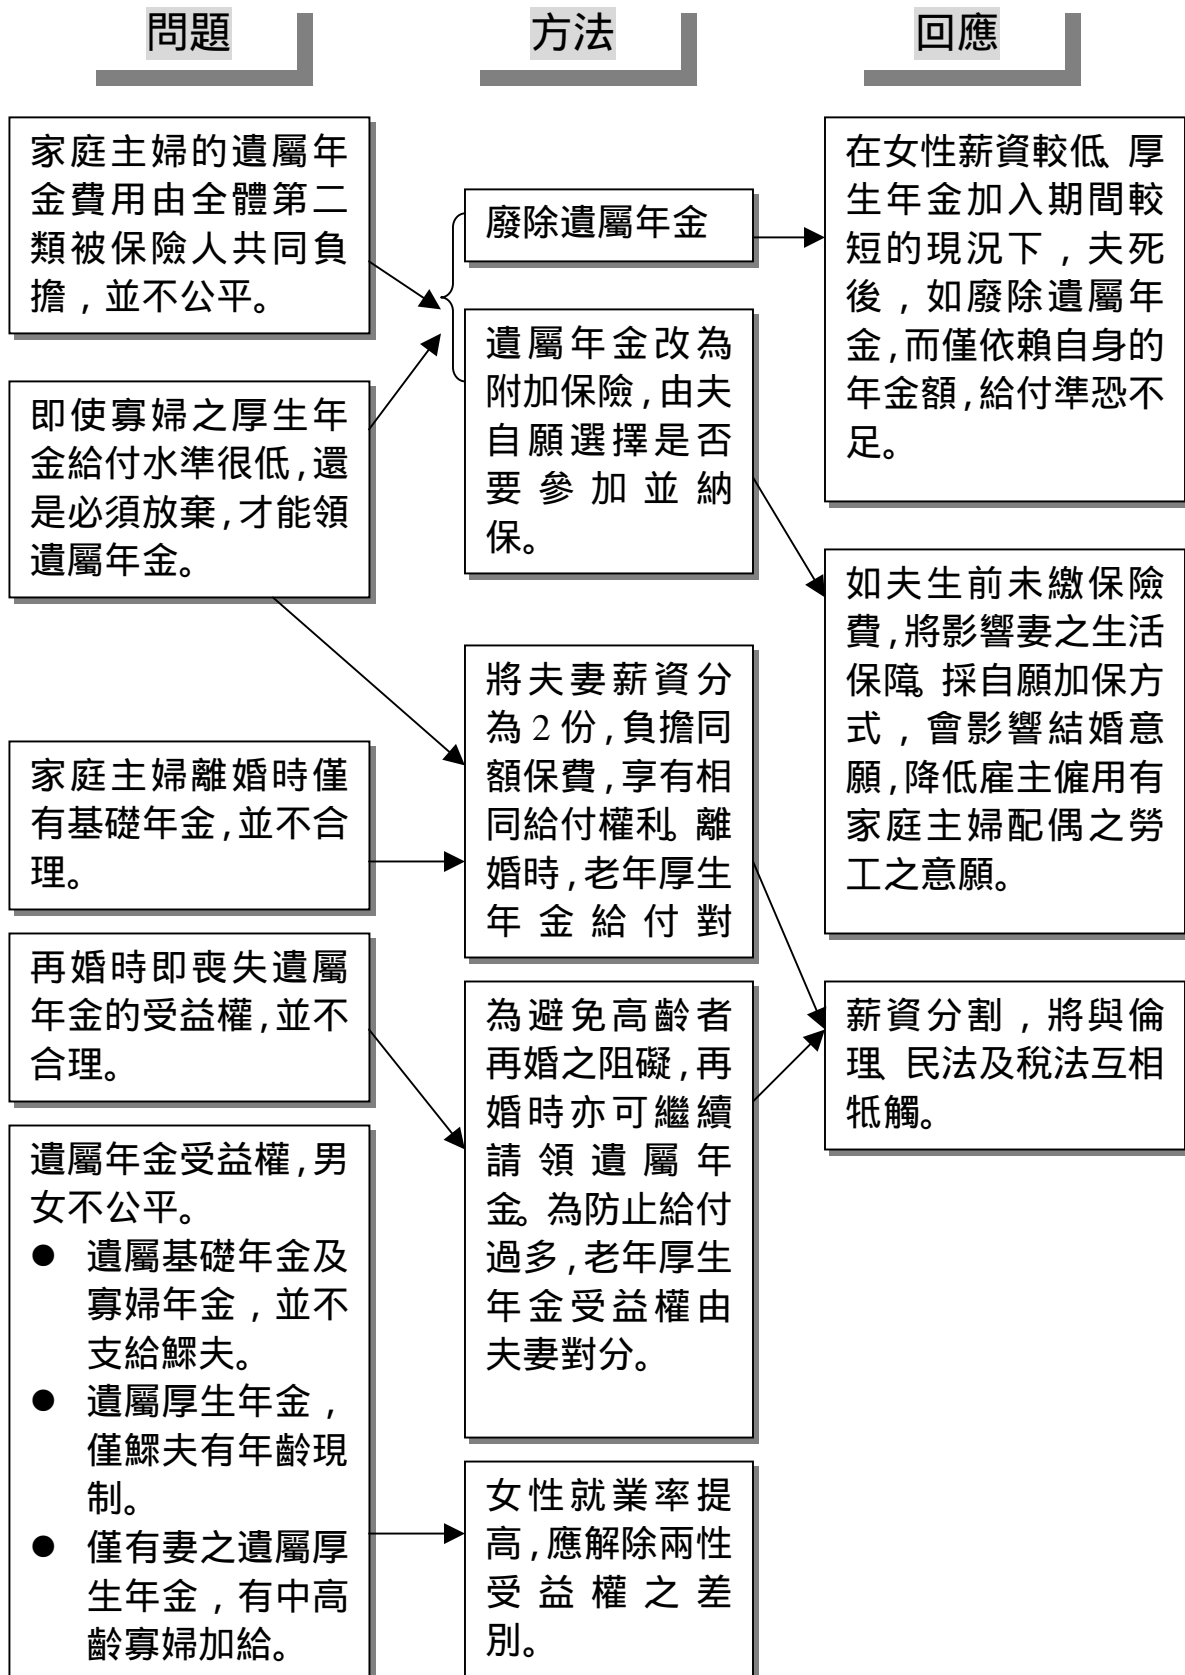 問題
家庭主婦的遺屬年
金費用由全體第二
類被保險人共同負
擔，並不公平。
即使寡婦之厚生年
金給付水準很低，還
是必須放棄，才能領
遺屬年金。
家庭主婦離婚時僅
有基礎年金，並不合
理。
再婚時即喪失遺屬
年金的受益權，並不
合理。
遺屬年金受益權，男
女不公平。
● 遺屬基礎年金及
寡婦年金，並不
支給鰥夫。
● 遺屬厚生年金，
僅鰥夫有年齡現
制。
● 僅有妻之遺屬厚
生年金，有中高
齡寡婦加給。
方法
廢除遺屬年金
遺屬年金改為
附加保險，由夫
自願選擇是否
要參加並納
保。
將夫妻薪資分
為 2 份，負擔同
額保費，享有相
同給付權利。離
婚時，老年厚生
年金給付對
為避免高齡者
再婚之阻礙，再
婚時亦可繼續
請領遺屬年
金。為防止給付
過多，老年厚生
年金受益權由
夫妻對分。
女性就業率提
高，應解除兩性
受益權之差
別。
回應
在女性薪資較低、厚
生年金加入期間較
短的現況下，夫死
後，如廢除遺屬年
金，而僅依賴自身的
年金額，給付準恐不
足。
如夫生前未繳保險
費，將影響妻之生活
保障。採自願加保方
式，會影響結婚意
願，降低雇主僱用有
家庭主婦配偶之勞
工之意願。
薪資分割，將與倫
理、民法及稅法互相
牴觸。